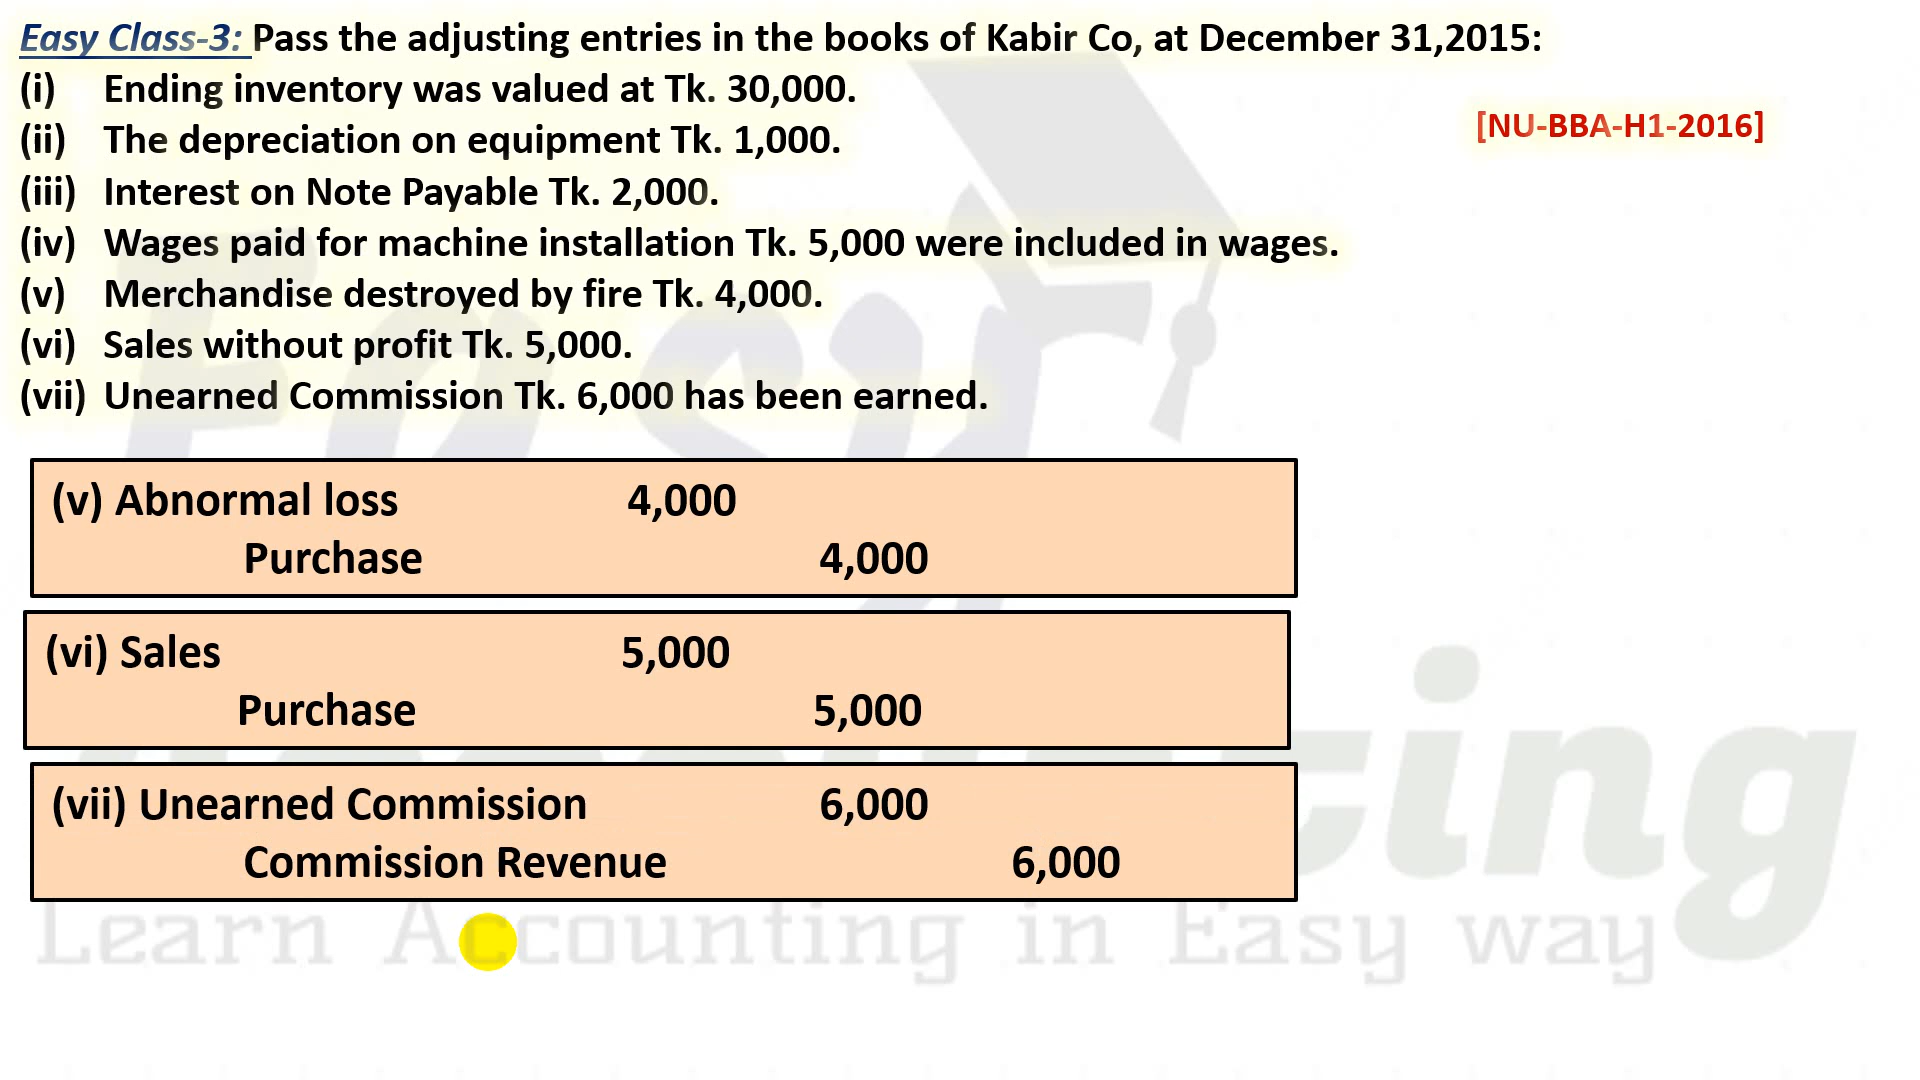 Easy Class-3: Pass the adjusting entries in the books of Kabir Co, at December 31,2015:
(i) Ending inventory was valued at Tk. 30,000.
[NU-BBA-H1-2016]
(ii) The depreciation on equipment Tk. 1,000.
(iii) Interest on Note Payable Tk. 2,000.
(iv) Wages paid for machine installation Tk. 5,000 were included in wages.
(v) Merchandise destroyed by fire Tk. 4,000.
(vi) Sales without profit Tk. 5,000.
(vii) Unearned Commission Tk. 6,000 has been earned.
(v) Abnormal loss 4,000
Purchase 4,000
(vi) Sales 5,000
Purchase 5,000
(vii) Unearned Commission 6,000
Commission Revenue 6,000
Learn Accounting in Easy way